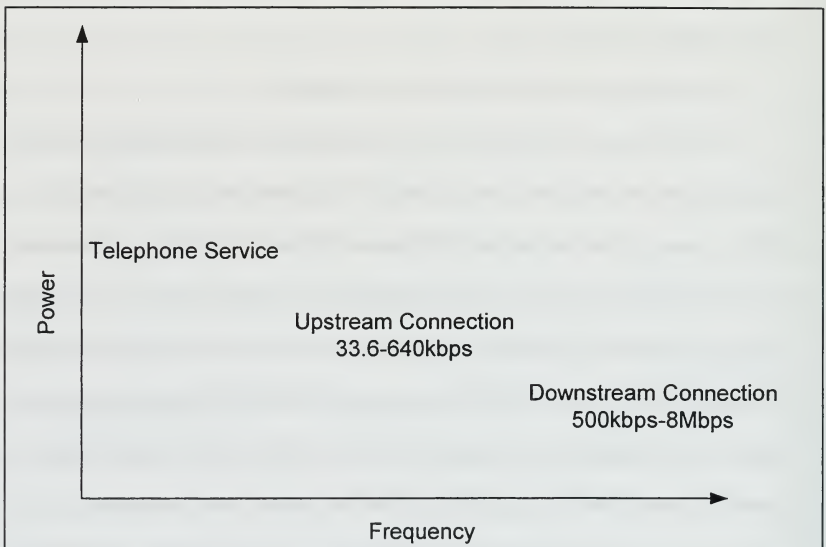 Telephone Service
Power
Upstream Connection
33.6-640kbps
Downstream Connection
500kbps-8Mbps
Frequency